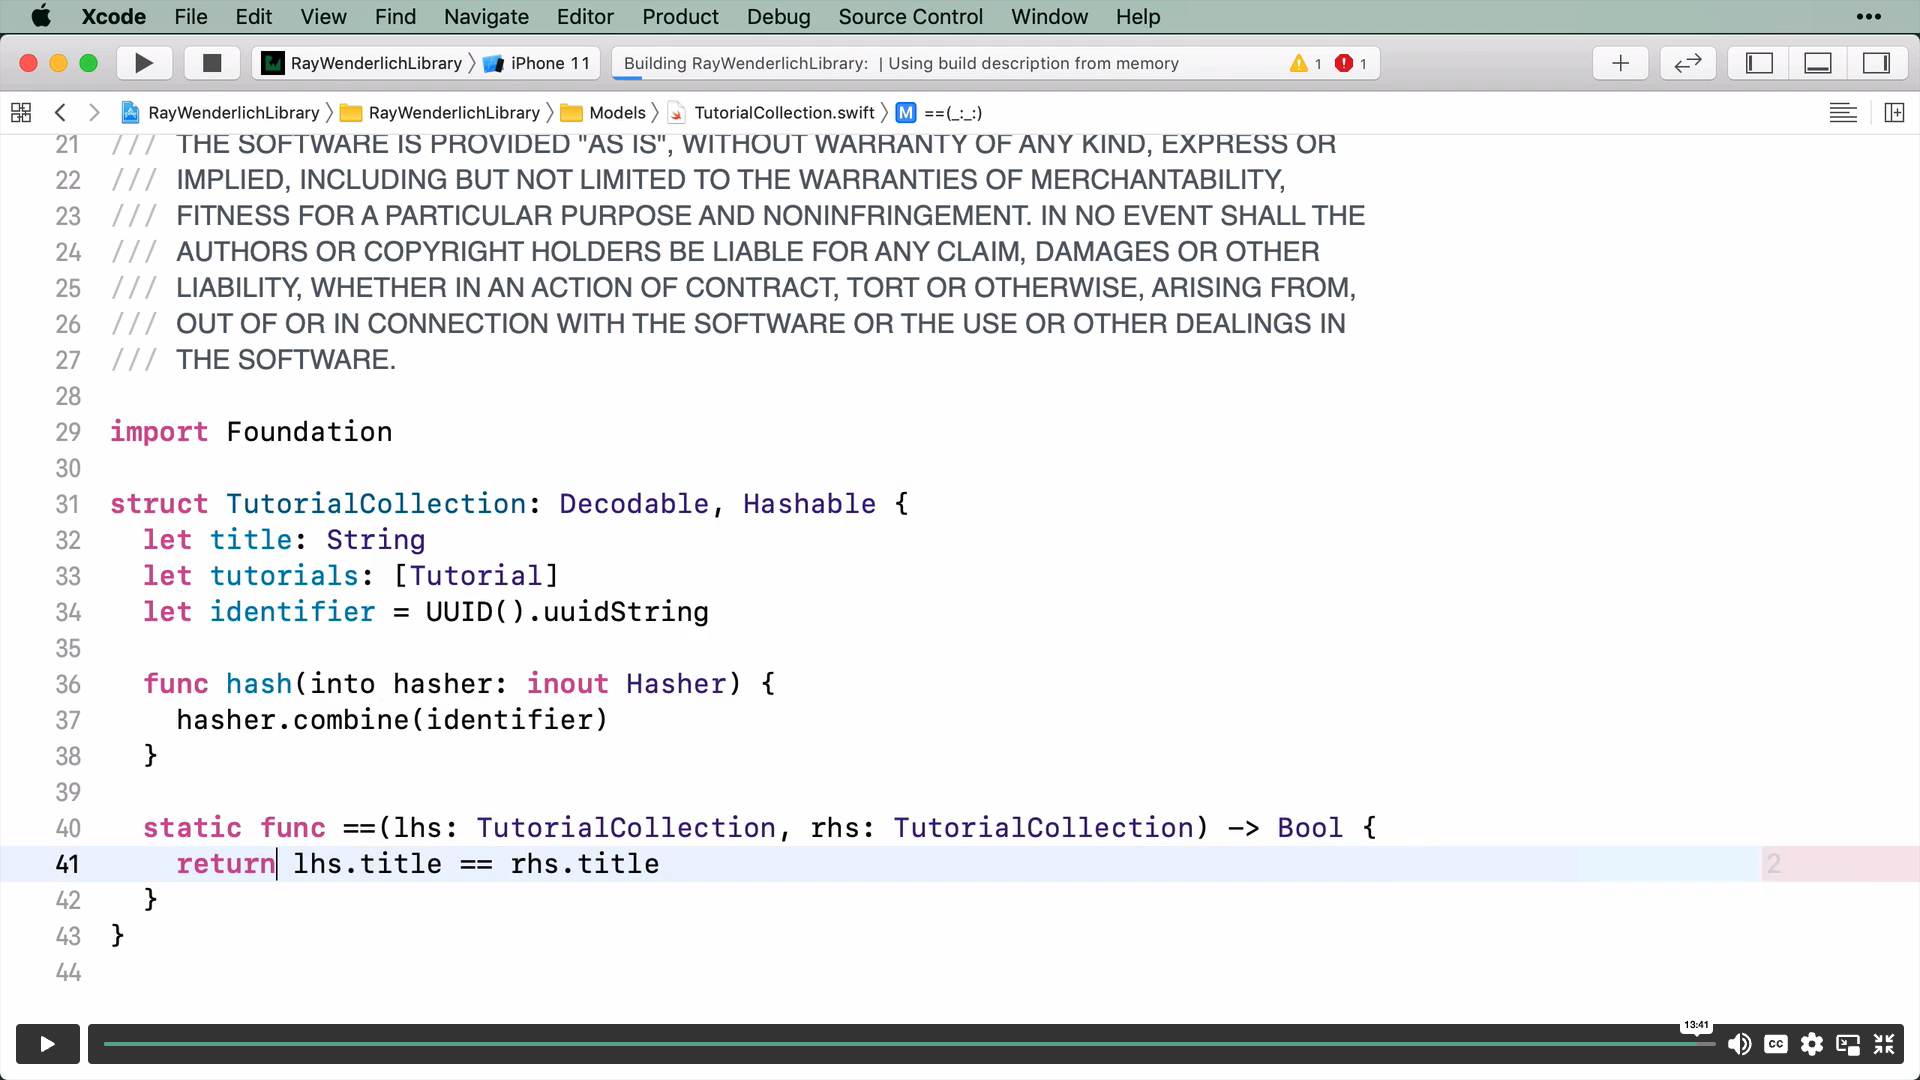 Xcode File Edit View Find Navigate Editor Product Debug Source Control Window Help
RayWenderlichLibrary iPhone 11 Building RayWenderlichLibrary: | Using build description from memory 1 1
RayWenderlichLibrary RayWenderlichLibrary Models TutorialCollection.swift M ==(_:_:)
21 /// THE SOFTWARE IS PROVIDED "AS IS", WITHOUT WARRANTY OF ANY KIND, EXPRESS OR
22 /// IMPLIED, INCLUDING BUT NOT LIMITED TO THE WARRANTIES OF MERCHANTABILITY,
23 /// FITNESS FOR A PARTICULAR PURPOSE AND NONINFRINGEMENT. IN NO EVENT SHALL THE
24 /// AUTHORS OR COPYRIGHT HOLDERS BE LIABLE FOR ANY CLAIM, DAMAGES OR OTHER
25 /// LIABILITY, WHETHER IN AN ACTION OF CONTRACT, TORT OR OTHERWISE, ARISING FROM,
26 /// OUT OF OR IN CONNECTION WITH THE SOFTWARE OR THE USE OR OTHER DEALINGS IN
27 /// THE SOFTWARE.
28
29 import Foundation
30
31 struct TutorialCollection: Decodable, Hashable {
32 let title: String
33 let tutorials: [Tutorial]
34 let identifier = UUID().uuidString
35
36 func hash(into hasher: inout Hasher) {
37 hasher.combine(identifier)
38 }
39
40 static func ==(lhs: TutorialCollection, rhs: TutorialCollection) -> Bool {
41 return lhs.title == rhs.title 2
42 }
43 }
44
13:41
CC